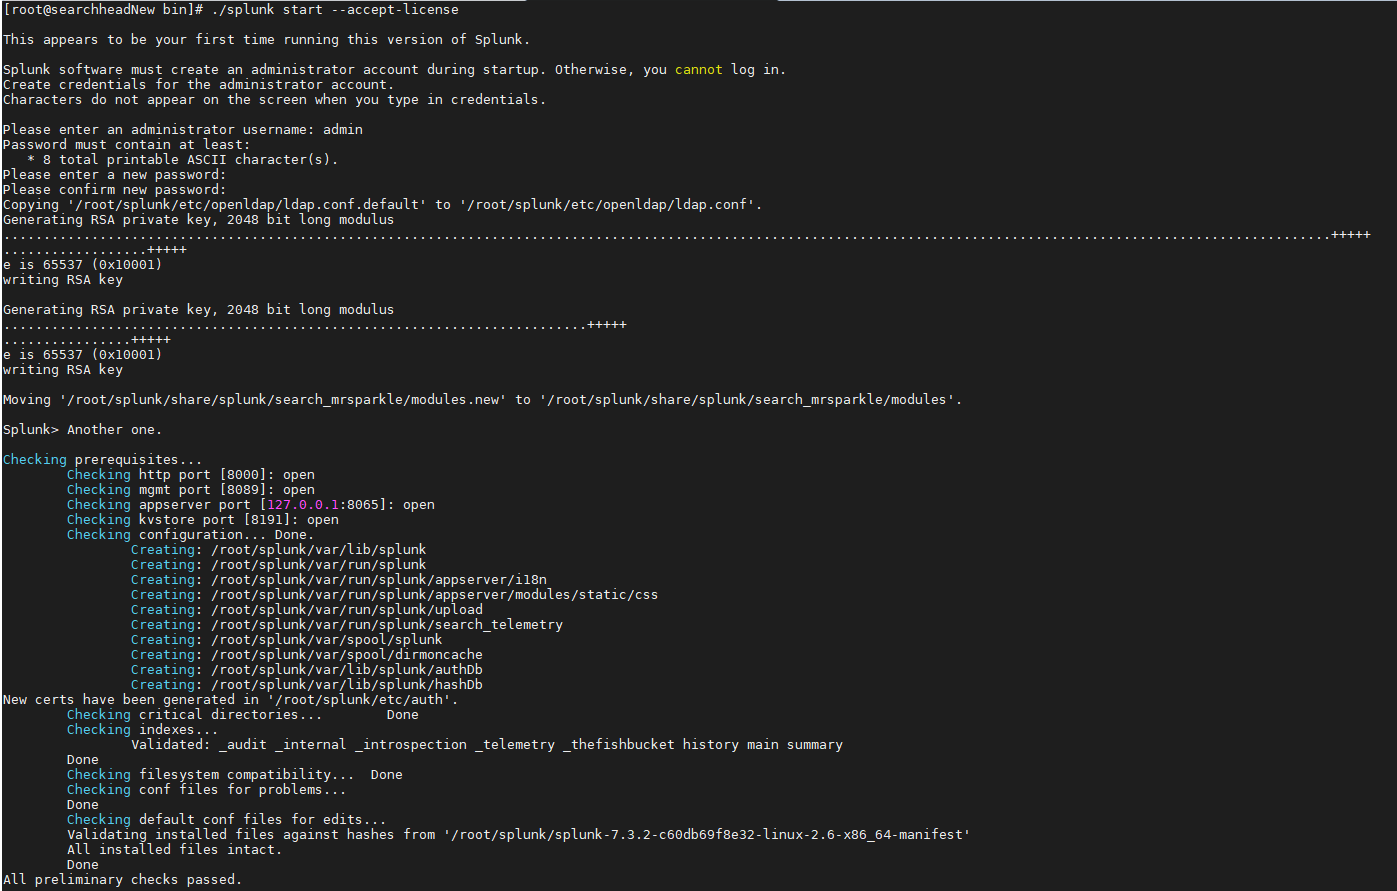 [root@searchheadNew bin]# ./splunk start --accept-license
This appears to be your first time running this version of Splunk.
Splunk software must create an administrator account during startup. Otherwise, you cannot log in.
Create credentials for the administrator account.
Characters do not appear on the screen when you type in credentials.
Please enter an administrator username: admin
Password must contain at least:
* 8 total printable ASCII character(s).
Please enter a new password:
Please confirm new password:
Copying '/root/splunk/etc/openldap/ldap.conf.default' to '/root/splunk/etc/openldap/ldap.conf'.
Generating RSA private key, 2048 bit long modulus
......................................................................................................................................................................+++++
..................+++++
e is 65537 (0x10001)
writing RSA key
Generating RSA private key, 2048 bit long modulus
.........................................................................+++++
................+++++
e is 65537 (0x10001)
writing RSA key
Moving '/root/splunk/share/splunk/search_mrsparkle/modules.new' to '/root/splunk/share/splunk/search_mrsparkle/modules'.
Splunk> Another one.
Checking prerequisites...
Checking http port [8000]: open
Checking mgmt port [8089]: open
Checking appserver port [127.0.0.1:8065]: open
Checking kvstore port [8191]: open
Checking configuration... Done.
Creating: /root/splunk/var/lib/splunk
Creating: /root/splunk/var/run/splunk
Creating: /root/splunk/var/run/splunk/appserver/i18n
Creating: /root/splunk/var/run/splunk/appserver/modules/static/css
Creating: /root/splunk/var/run/splunk/upload
Creating: /root/splunk/var/run/splunk/search_telemetry
Creating: /root/splunk/var/spool/splunk
Creating: /root/splunk/var/spool/dirmoncache
Creating: /root/splunk/var/lib/splunk/authDb
Creating: /root/splunk/var/lib/splunk/hashDb
New certs have been generated in '/root/splunk/etc/auth'.
Checking critical directories... Done
Checking indexes...
Validated: _audit _internal _introspection _telemetry _thefishbucket history main summary
Done
Checking filesystem compatibility... Done
Checking conf files for problems...
Done
Checking default conf files for edits...
Validating installed files against hashes from '/root/splunk/splunk-7.3.2-c60db69f8e32-linux-2.6-x86_64-manifest'
All installed files intact.
Done
All preliminary checks passed.